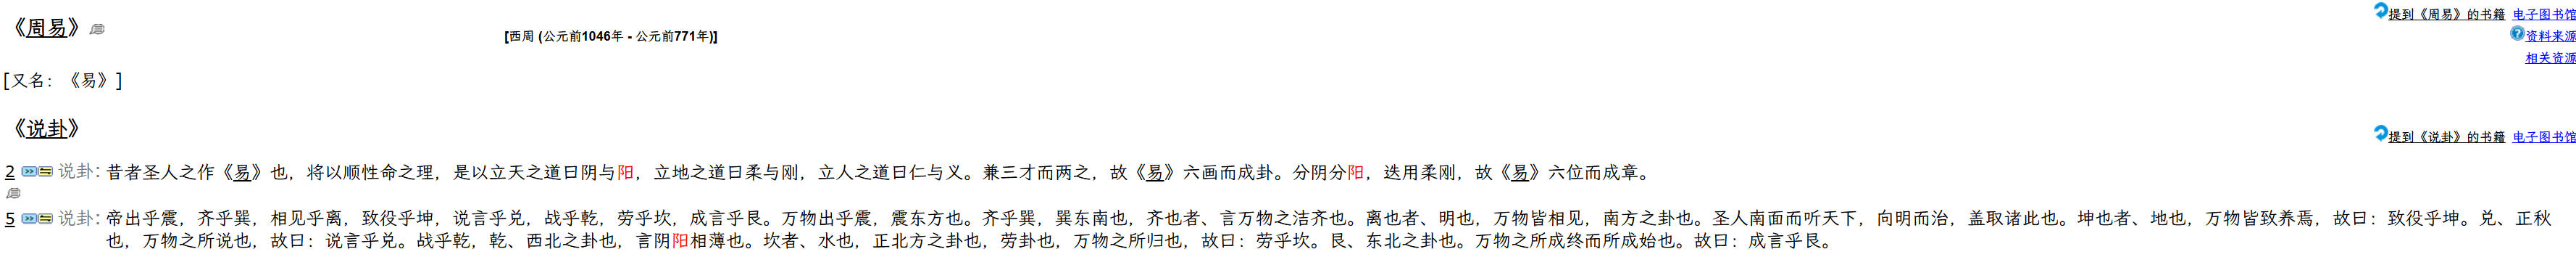 《周易》
[西周 (公元前1046年 - 公元前771年)]
提到《周易》的书籍 电子图书馆
资料来源
相关资源
[又名：《易》]
《说卦》
提到《说卦》的书籍 电子图书馆
2 说卦: 昔者圣人之作《易》也，将以顺性命之理，是以立天之道曰阴与阳，立地之道曰柔与刚，立人之道曰仁与义。兼三才而两之，故《易》六画而成卦。分阴分阳，迭用柔刚，故《易》六位而成章。
5 说卦: 帝出乎震，齐乎巽，相见乎离，致役乎坤，说言乎兑，战乎乾，劳乎坎，成言乎艮。万物出乎震，震东方也。齐乎巽，巽东南也，齐也者、言万物之洁齐也。离也者、明也，万物皆相见，南方之卦也。圣人南面而听天下，向明而治，盖取诸此也。坤也者、地也，万物皆致养焉，故曰：致役乎坤。兑、正秋
也，万物之所说也，故曰：说言乎兑。战乎乾，乾、西北之卦也，言阴阳相薄也。坎者、水也，正北方之卦也，劳卦也，万物之所归也，故曰：劳乎坎。艮、东北之卦也。万物之所成终而所成始也。故曰：成言乎艮。